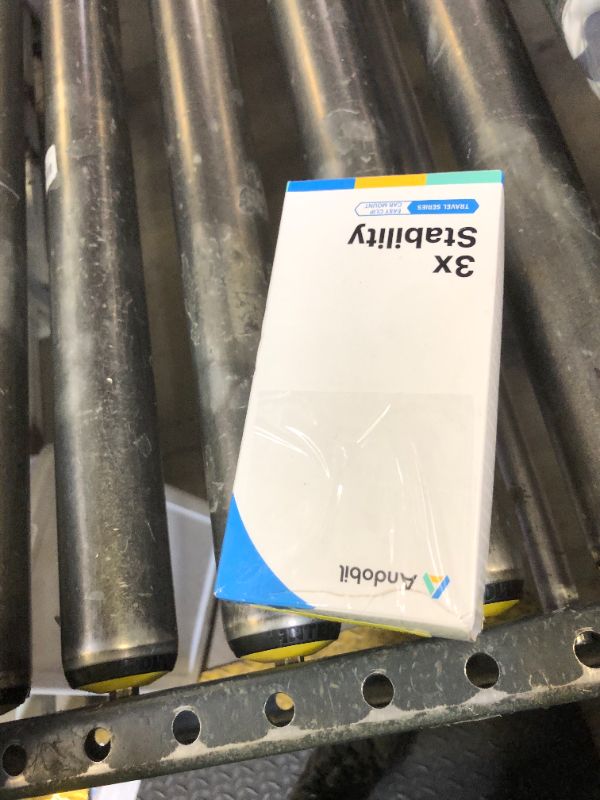 Andobil
3x
Stability
TRAVEL SERIES
EASY CLIP
CAR MOUNT